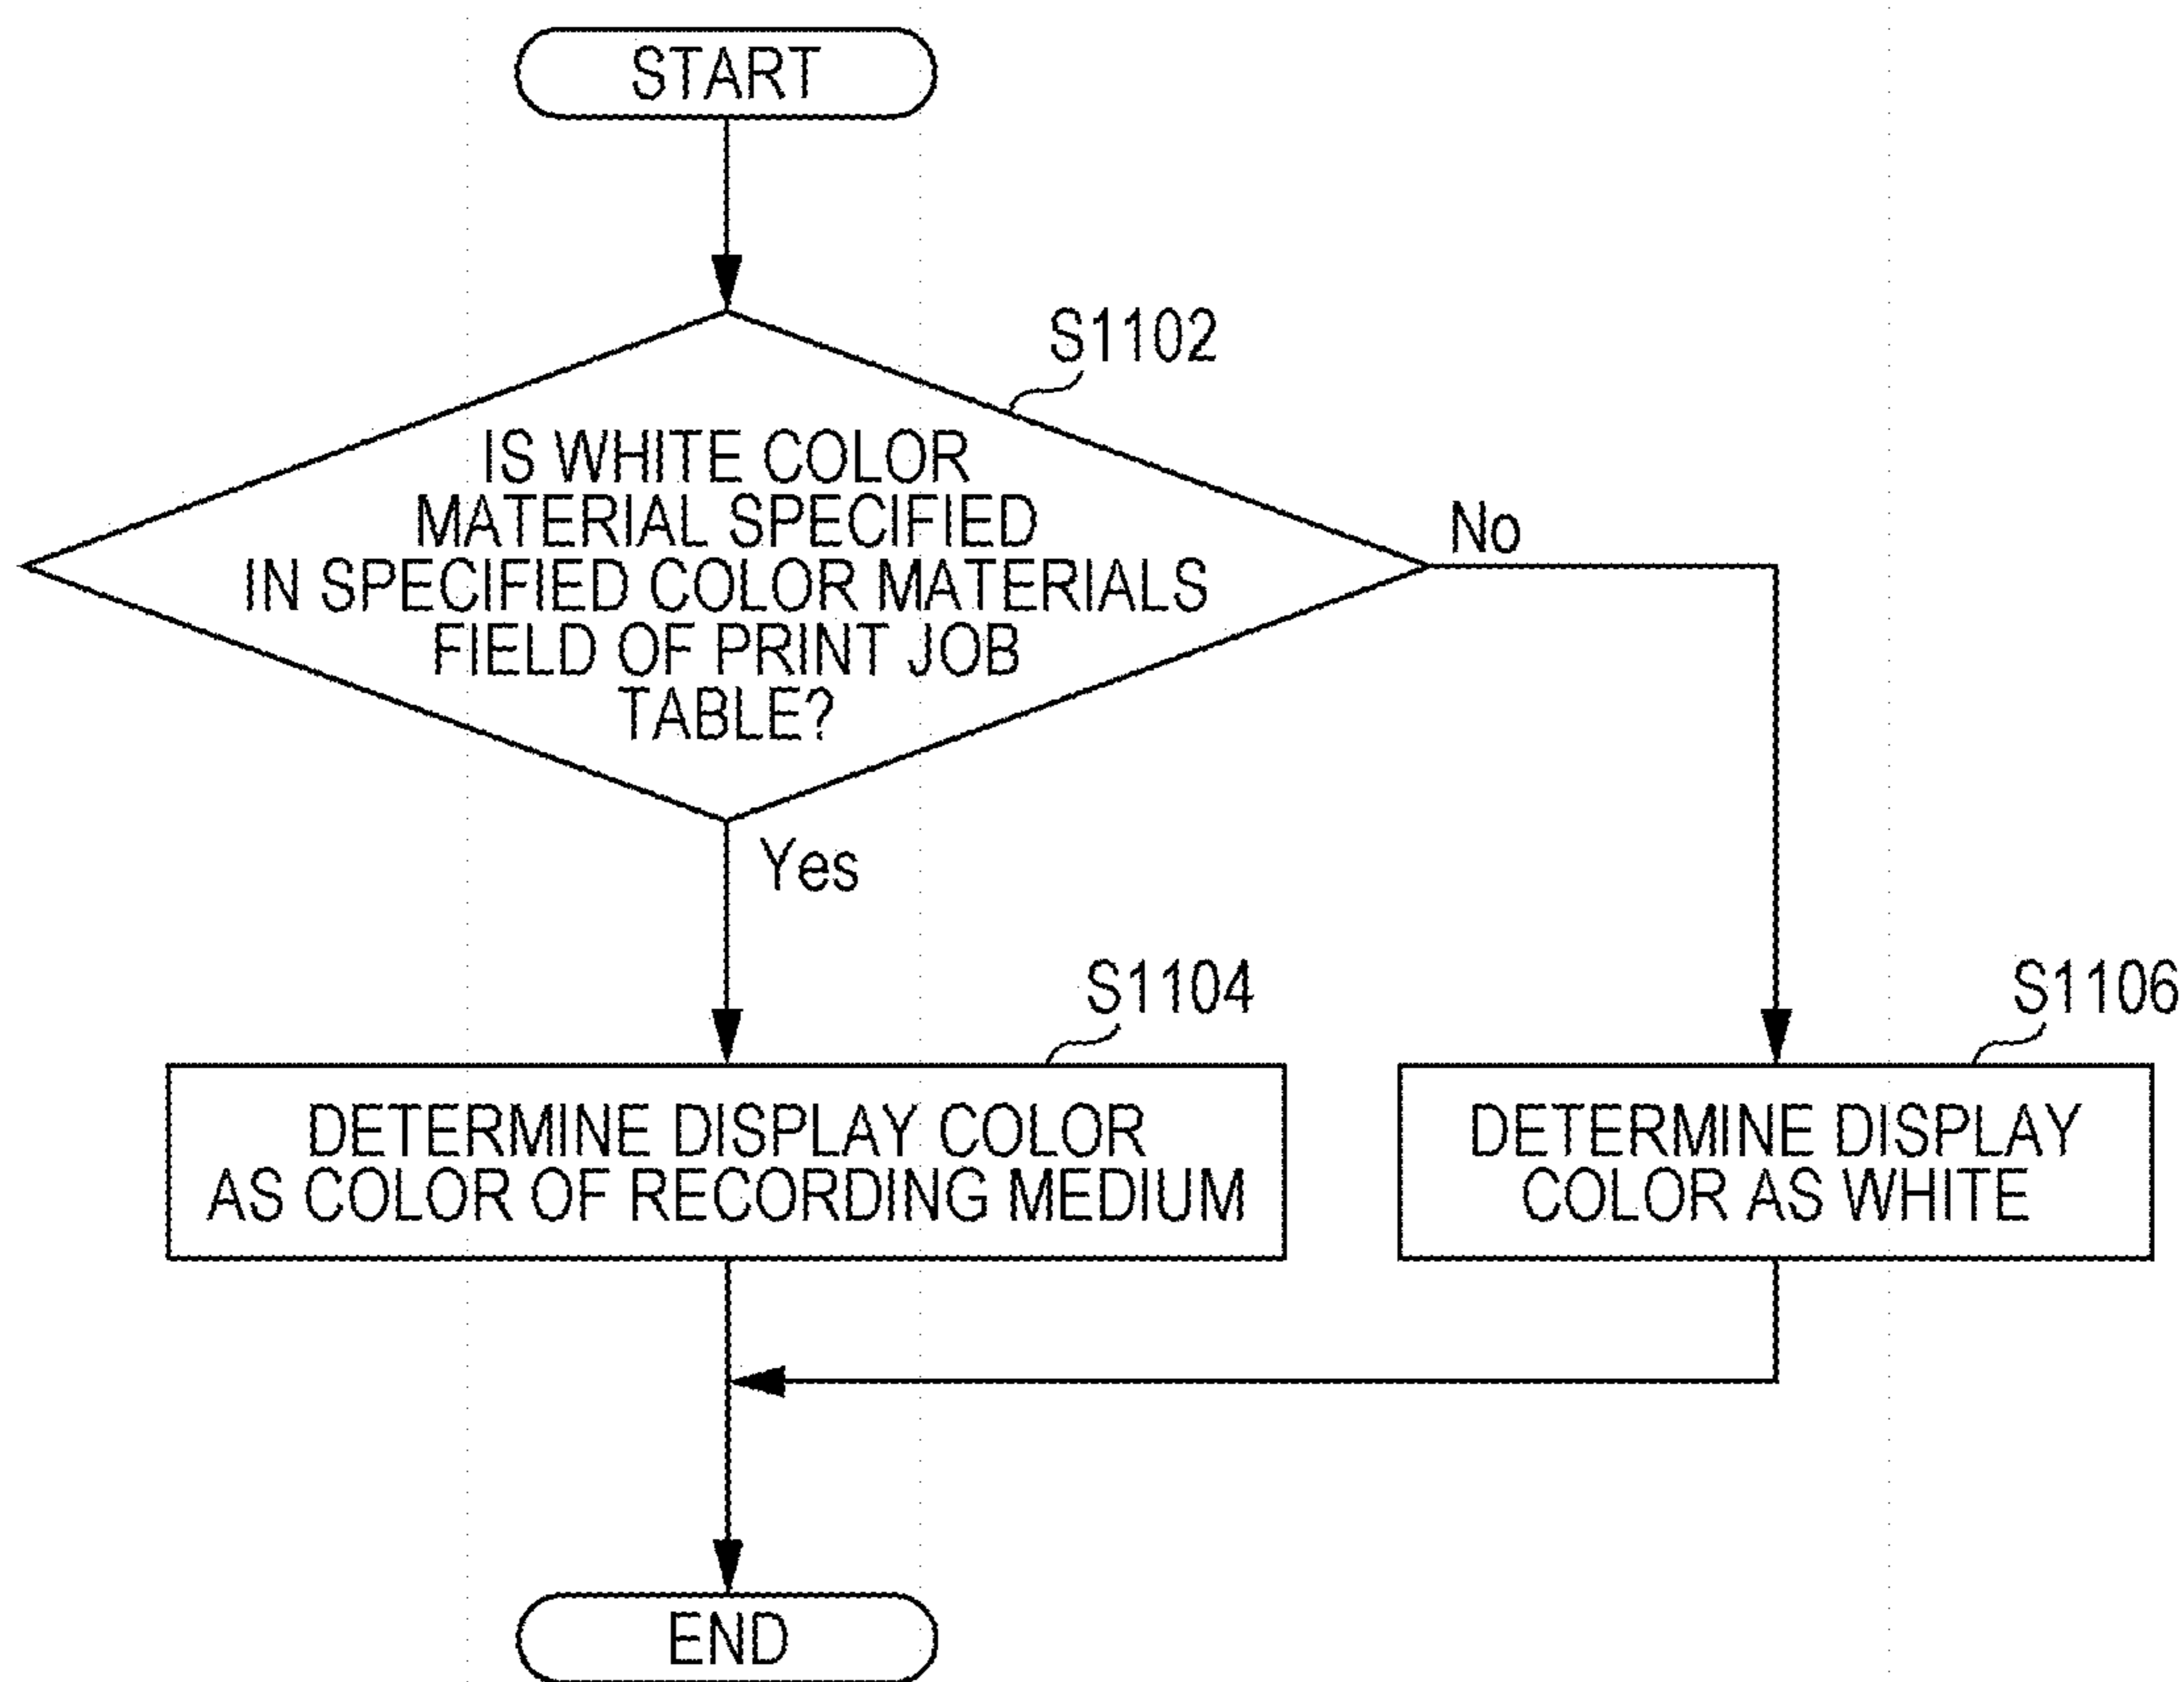 START
S1102
IS WHITE COLOR
MATERIAL SPECIFIED
IN SPECIFIED COLOR MATERIALS
FIELD OF PRINT JOB
TABLE?
No
Yes
S1104
S1106
DETERMINE DISPLAY COLOR
AS COLOR OF RECORDING MEDIUM
DETERMINE DISPLAY
COLOR AS WHITE
END